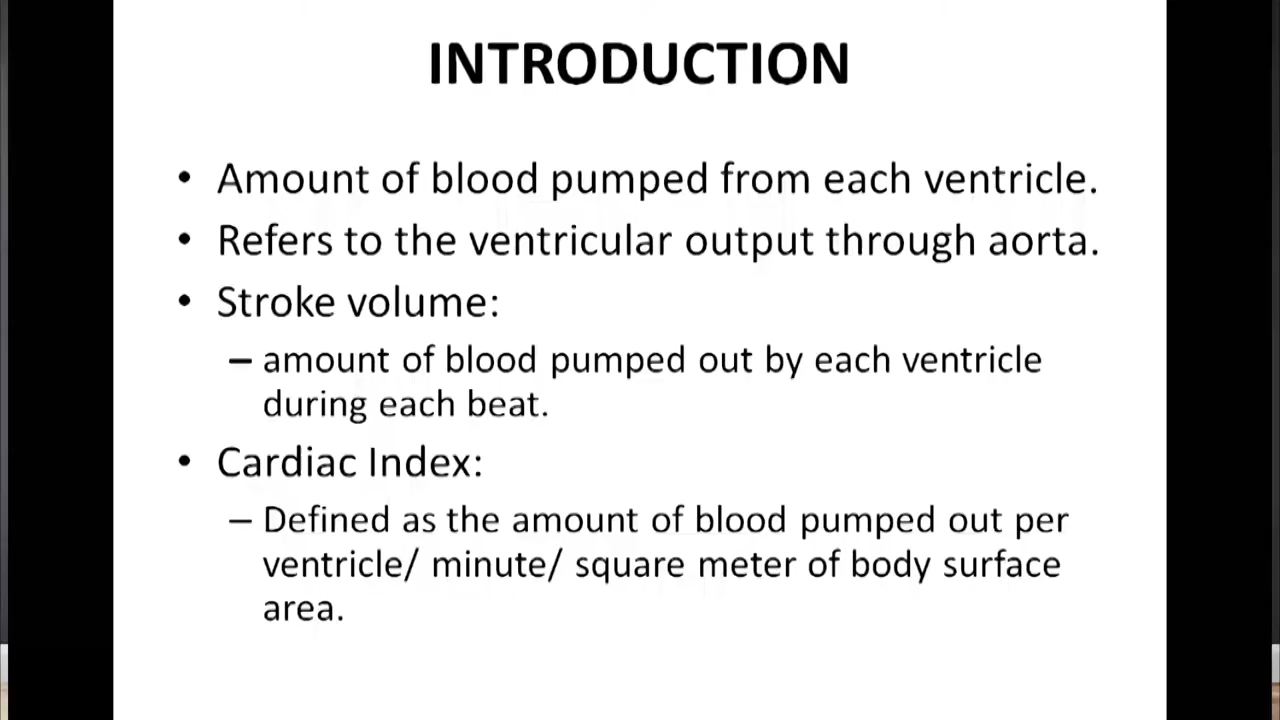 INTRODUCTION
• Amount of blood pumped from each ventricle.
• Refers to the ventricular output through aorta.
• Stroke volume:
– amount of blood pumped out by each ventricle
during each beat.
• Cardiac Index:
– Defined as the amount of blood pumped out per
ventricle/ minute/ square meter of body surface
area.